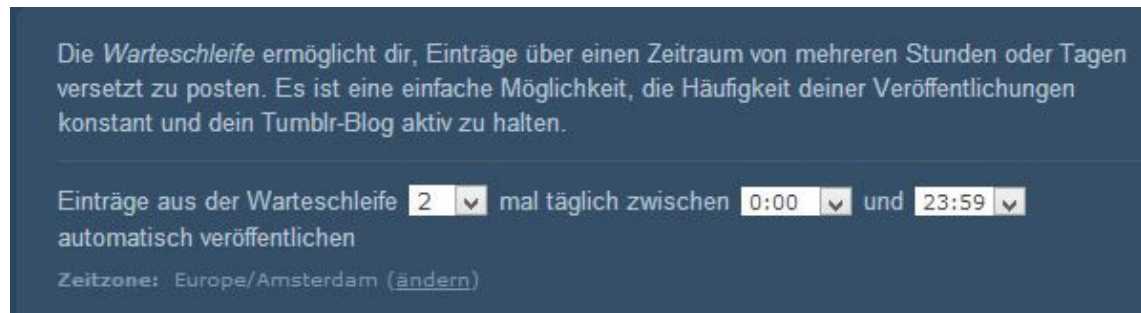 Die Warteschleife ermöglicht dir, Einträge über einen Zeitraum von mehreren Stunden oder Tagen
versetzt zu posten. Es ist eine einfache Möglichkeit, die Häufigkeit deiner Veröffentlichungen
konstant und dein Tumblr-Blog aktiv zu halten.
Einträge aus der Warteschleife 2 mal täglich zwischen 0:00 und 23:59
automatisch veröffentlichen
Zeitzone: Europe/Amsterdam (ändern)